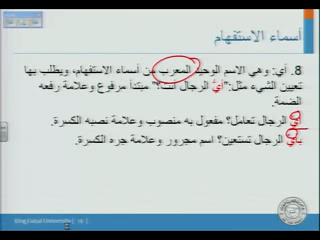 أسماء الاستفهام
8. أي: وهي الاسم الوحيد المعرب من أسماء الاستفهام، ويطلب بها
تعيين الشيء مثل:"أيُّ الرجال أنت؟" مبتدأ مرفوع وعلامة رفعه
الضمة.
أيَّ الرجال تعامل؟ مفعول به منصوب وعلامة نصبه الكسرة.
بأيِّ الرجال تستعين؟ اسم مجرور وعلامة جره الكسرة.
King Faisal University